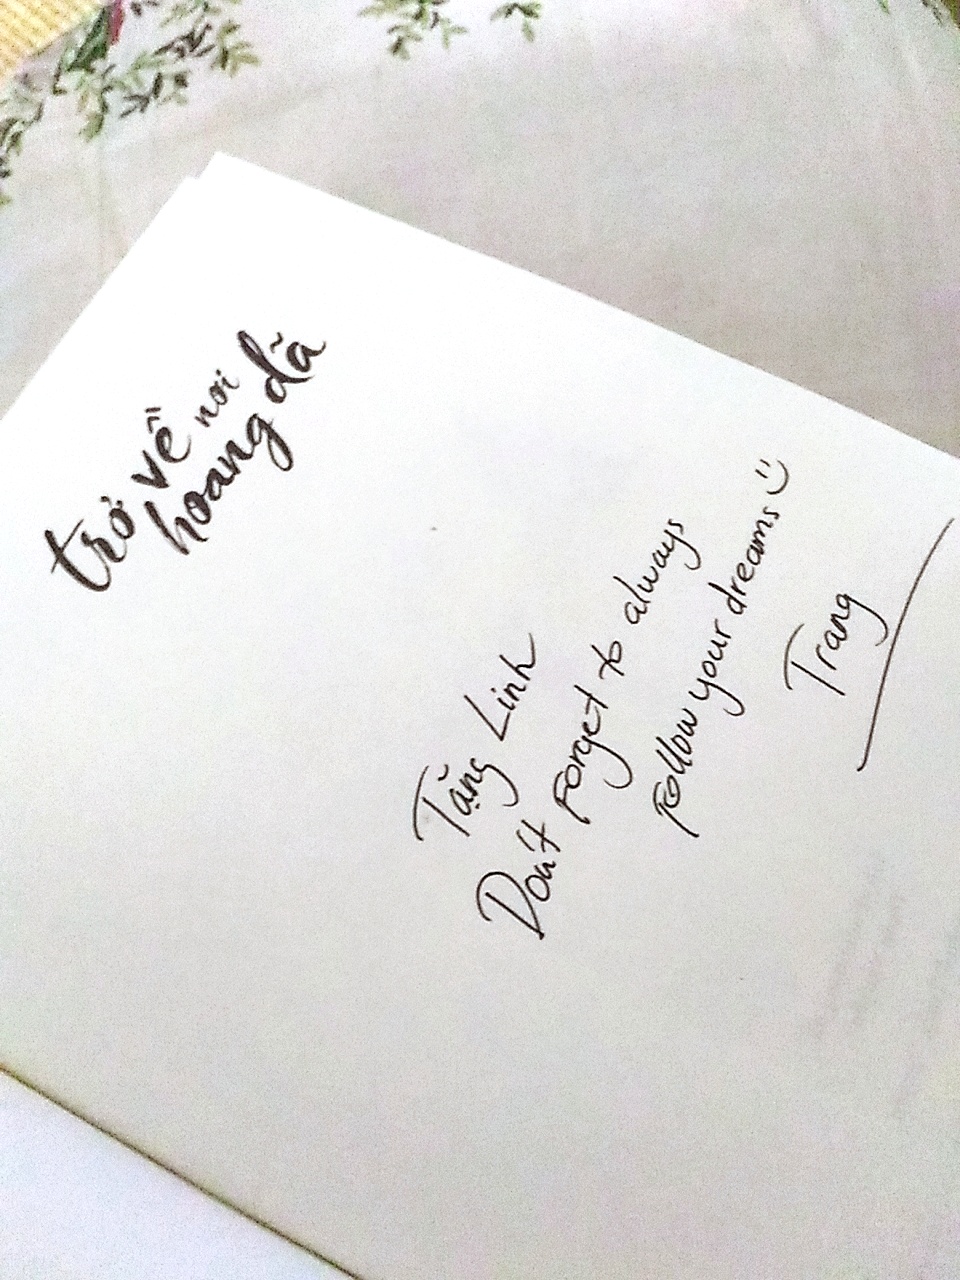 trở về nơi
hoang dã
Tặng Linh
Don't forget to always
follow your dreams :)
Trang